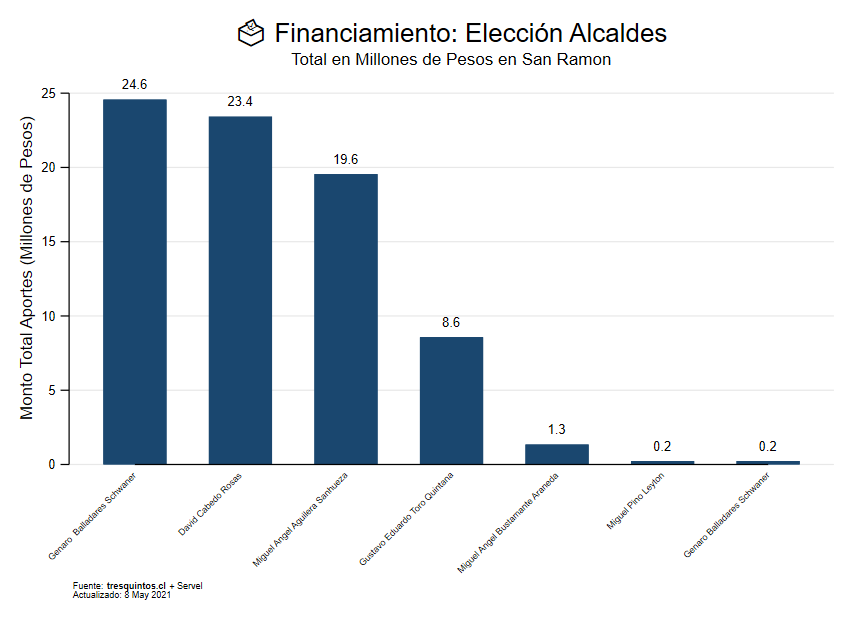 Financiamiento: Elección Alcaldes
Total en Millones de Pesos en San Ramon
Monto Total Aportes (Millones de Pesos)
25
20
15
10
5
0
24.6
23.4
19.6
8.6
1.3
0.2
0.2
Genaro  Balladares Schwaner
David Cabedo Rosas
Miguel Angel Aguilera Sanhueza
Gustavo Eduardo Toro Quintana
Miguel Angel Bustamante Araneda
Miguel Pino Leyton
Genaro Balladares Schwaner
Fuente: tresquintos.cl + Servel
Actualizado: 8 May 2021